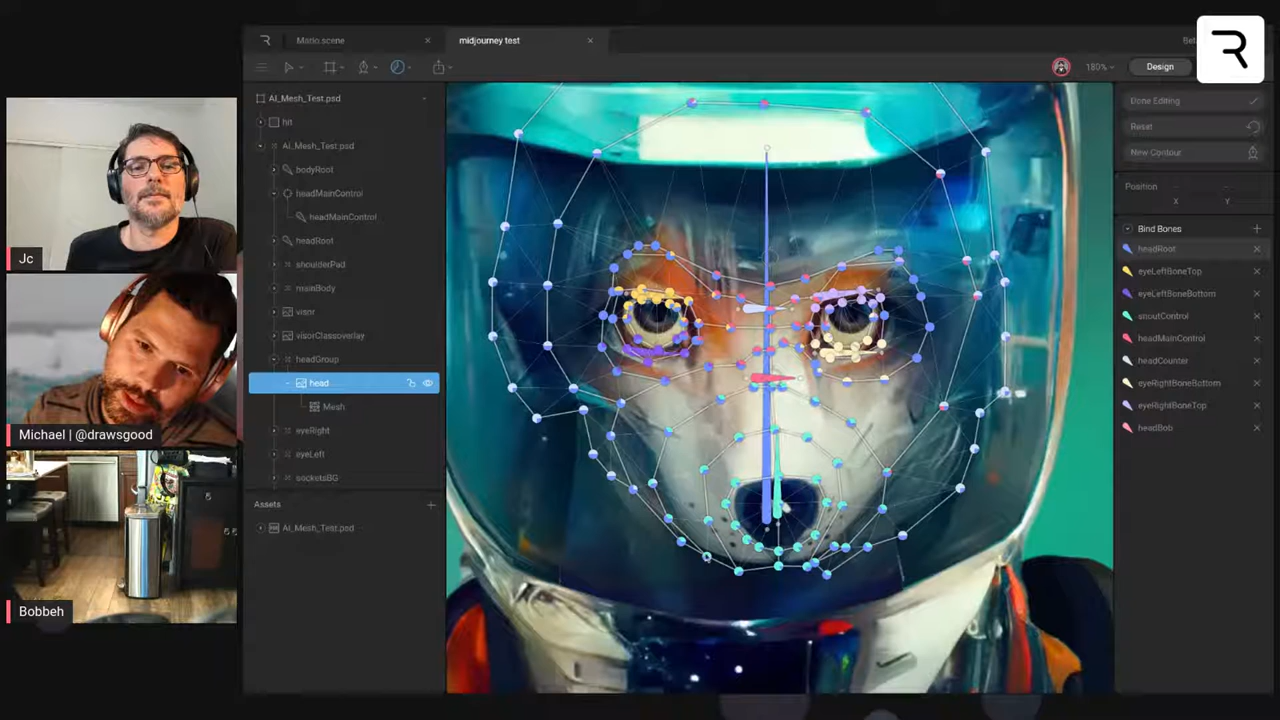 Mario scene
midjourney test
180%
Design
AI_Mesh_Test.psd
hit
AI_Mesh_Test.psd
bodyRoot
headMainControl
headMainControl
headRoot
shoulderPad
mainBody
visor
visorGlassoverlay
headGroup
head
Mesh
eyeRight
eyeLeft
socketsBG
Assets
AI_Mesh_Test.psd
Done Editing
Reset
New Contour
Position
X
Y
Bind Bones
headRoot
eyeLeftBoneTop
eyeLeftBoneBottom
snoutControl
headMainControl
headCounter
eyeRightBoneBottom
eyeRightBoneTop
headBob
Jc
Michael | @drawsgood
Bobbeh